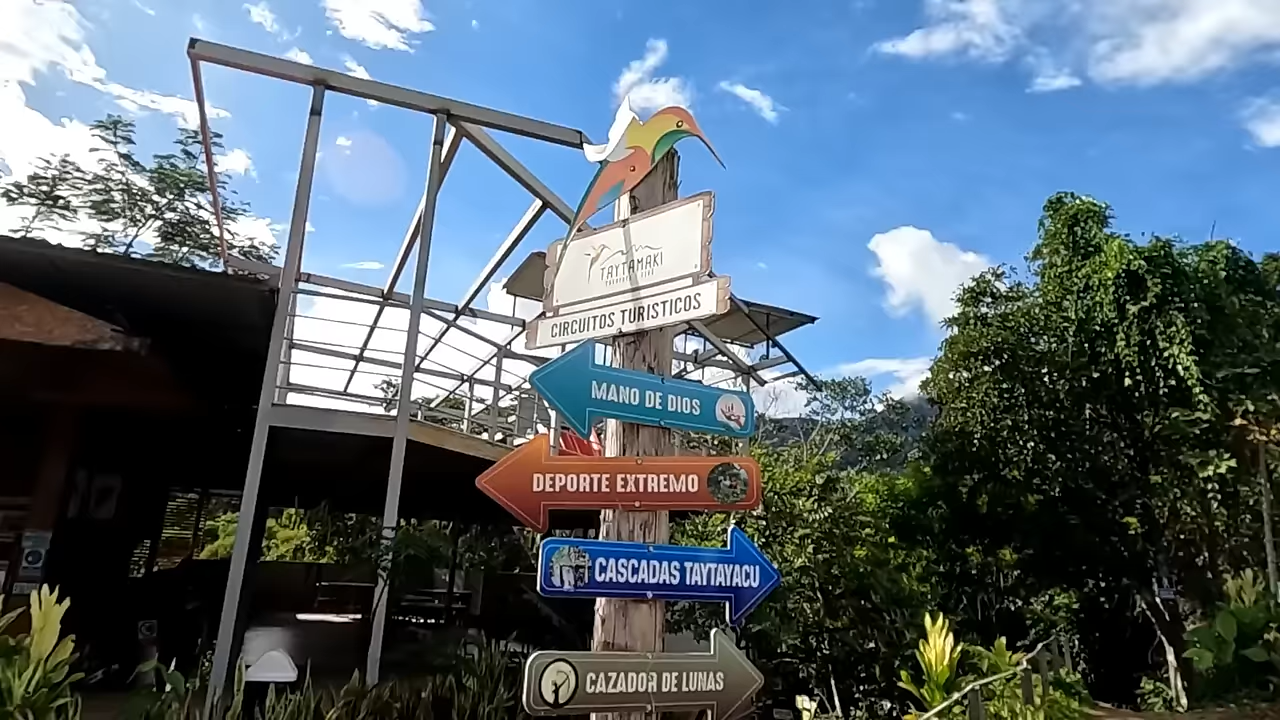 TAYTAMAKI
CIRCUITOS TURISTICOS
MANO DE DIOS
DEPORTE EXTREMO
CASCADAS TAYTAYACU
CAZADOR DE LUNAS